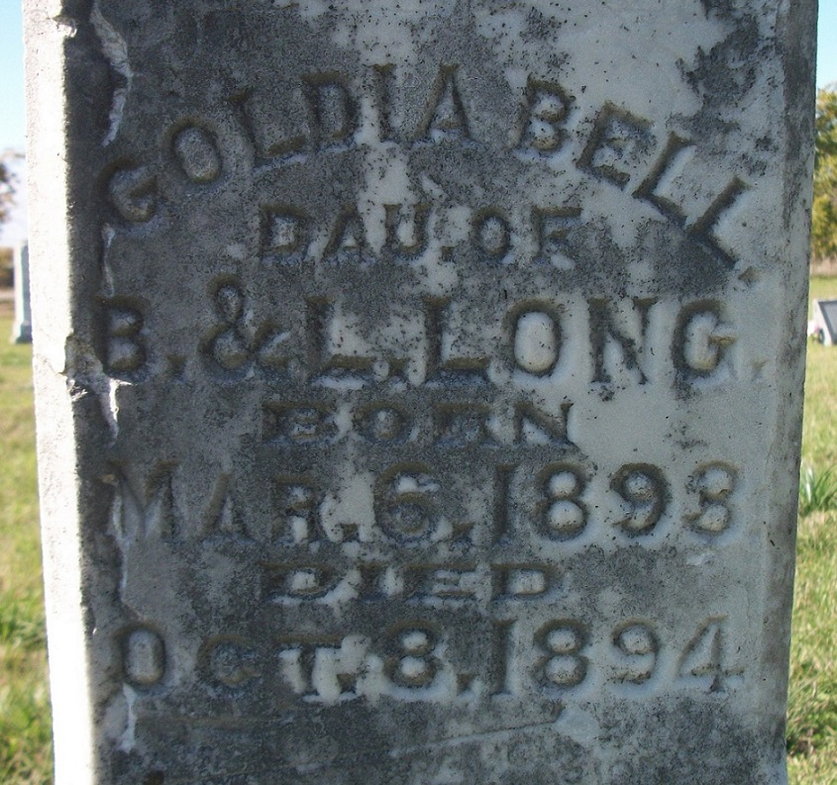 GOLDIA BELL.
DAU. OF
B. & L. LONG.
BORN
MAR. 6, 1893
DIED
OCT. 8, 1894